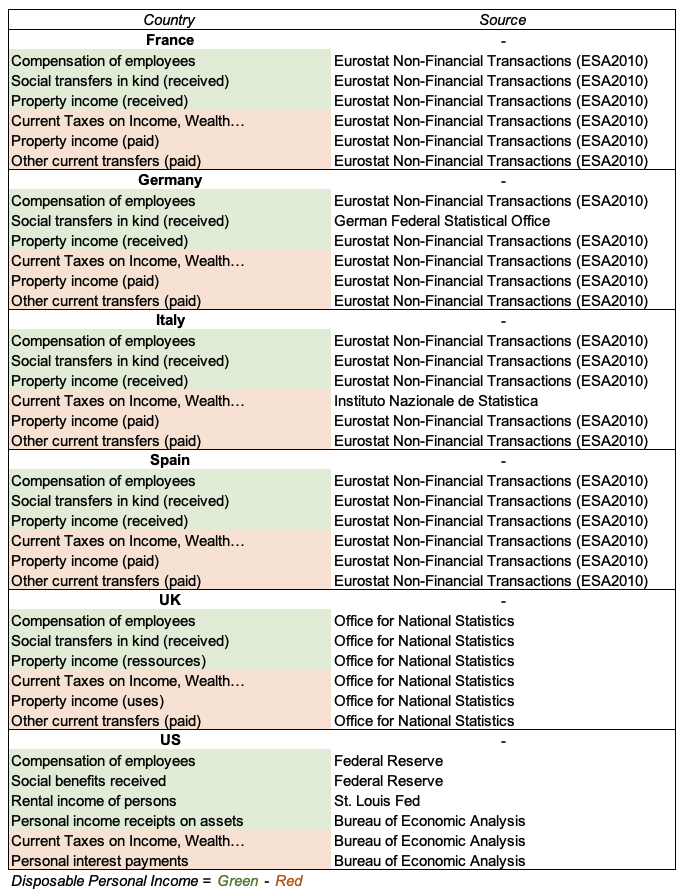 Country Source
France -
Compensation of employees Eurostat Non-Financial Transactions (ESA2010)
Social transfers in kind (received) Eurostat Non-Financial Transactions (ESA2010)
Property income (received) Eurostat Non-Financial Transactions (ESA2010)
Current Taxes on Income, Wealth… Eurostat Non-Financial Transactions (ESA2010)
Property income (paid) Eurostat Non-Financial Transactions (ESA2010)
Other current transfers (paid) Eurostat Non-Financial Transactions (ESA2010)
Germany -
Compensation of employees Eurostat Non-Financial Transactions (ESA2010)
Social transfers in kind (received) German Federal Statistical Office
Property income (received) Eurostat Non-Financial Transactions (ESA2010)
Current Taxes on Income, Wealth… Eurostat Non-Financial Transactions (ESA2010)
Property income (paid) Eurostat Non-Financial Transactions (ESA2010)
Other current transfers (paid) Eurostat Non-Financial Transactions (ESA2010)
Italy -
Compensation of employees Eurostat Non-Financial Transactions (ESA2010)
Social transfers in kind (received) Eurostat Non-Financial Transactions (ESA2010)
Property income (received) Eurostat Non-Financial Transactions (ESA2010)
Current Taxes on Income, Wealth… Instituto Nazionale de Statistica
Property income (paid) Eurostat Non-Financial Transactions (ESA2010)
Other current transfers (paid) Eurostat Non-Financial Transactions (ESA2010)
Spain -
Compensation of employees Eurostat Non-Financial Transactions (ESA2010)
Social transfers in kind (received) Eurostat Non-Financial Transactions (ESA2010)
Property income (received) Eurostat Non-Financial Transactions (ESA2010)
Current Taxes on Income, Wealth… Eurostat Non-Financial Transactions (ESA2010)
Property income (paid) Eurostat Non-Financial Transactions (ESA2010)
Other current transfers (paid) Eurostat Non-Financial Transactions (ESA2010)
UK -
Compensation of employees Office for National Statistics
Social transfers in kind (received) Office for National Statistics
Property income (ressources) Office for National Statistics
Current Taxes on Income, Wealth… Office for National Statistics
Property income (uses) Office for National Statistics
Other current transfers (paid) Office for National Statistics
US -
Compensation of employees Federal Reserve
Social benefits received Federal Reserve
Rental income of persons St. Louis Fed
Personal income receipts on assets Bureau of Economic Analysis
Current Taxes on Income, Wealth… Bureau of Economic Analysis
Personal interest payments Bureau of Economic Analysis
Disposable Personal Income = Green - Red